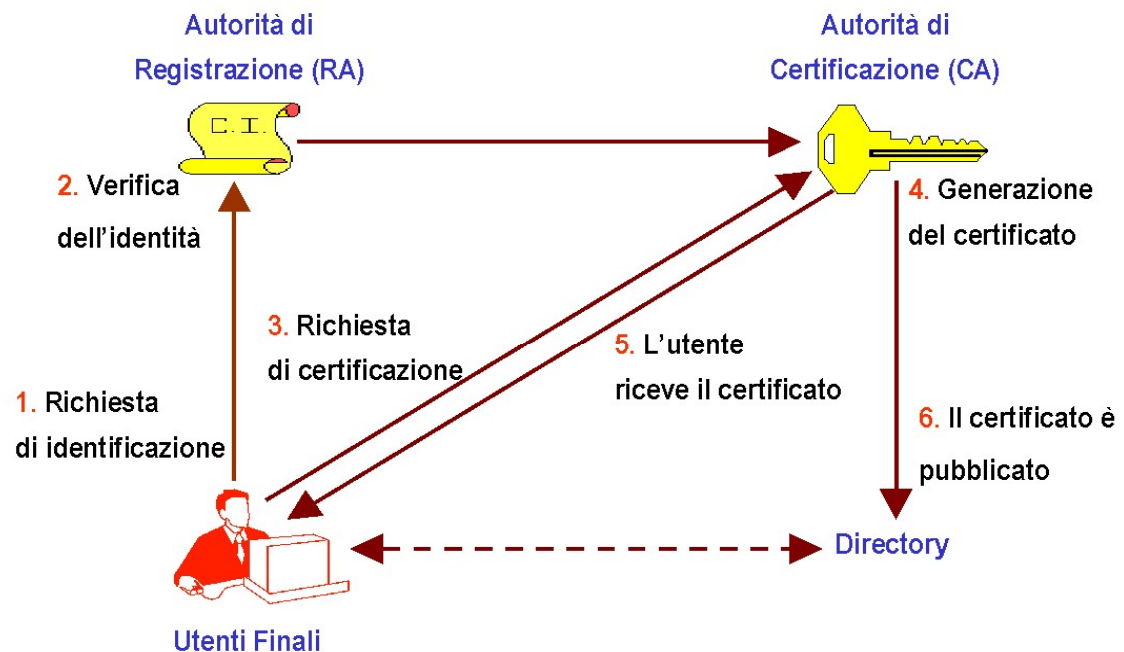 Autorità di
Registrazione (RA)
Autorità di
Certificazione (CA)
C.I.
2. Verifica
dell'identità
4. Generazione
del certificato
3. Richiesta
di certificazione
5. L'utente
riceve il certificato
1. Richiesta
di identificazione
6. Il certificato è
pubblicato
Directory
Utenti Finali